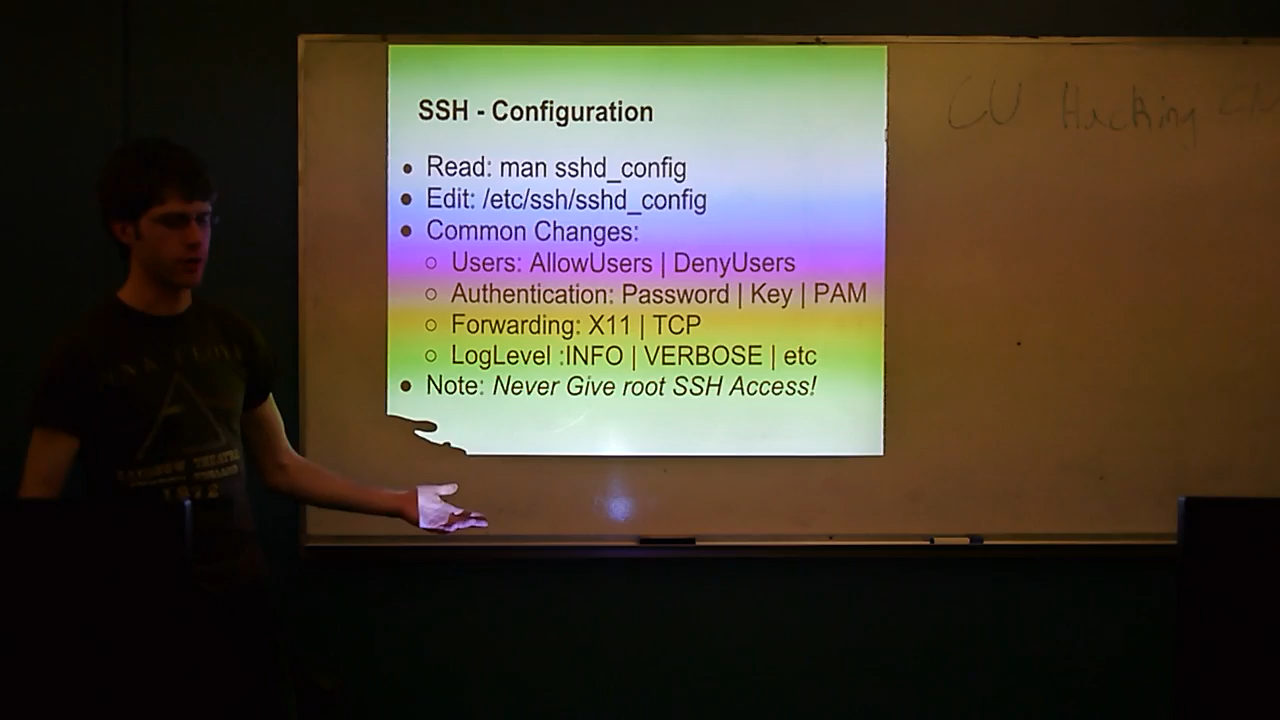 SSH - Configuration
Read: man sshd_config
Edit: /etc/ssh/sshd_config
Common Changes:
Users: AllowUsers | DenyUsers
Authentication: Password | Key | PAM
Forwarding: X11 | TCP
LogLevel :INFO | VERBOSE | etc
Note: Never Give root SSH Access!
CU Hacking
1972